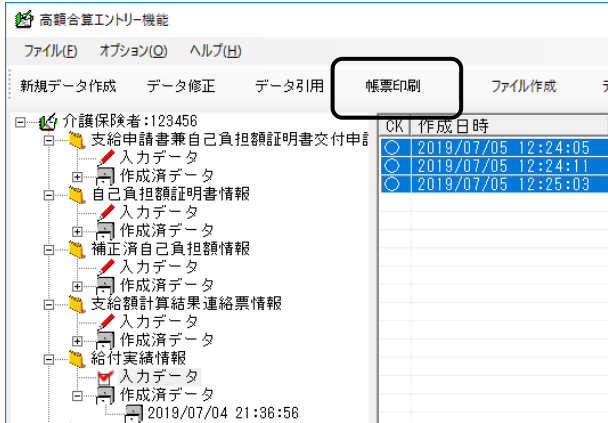 高額合算エントリー機能
ファイル(F) オプション(O) ヘルプ(H)
新規データ作成 データ修正 データ引用 帳票印刷 ファイル作成
介護保険者:123456
支給申請書兼自己負担額証明書交付申請
入力データ
作成済データ
自己負担額証明書情報
入力データ
作成済データ
補正済自己負担額情報
入力データ
作成済データ
支給額計算結果連絡票情報
入力データ
作成済データ
給付実績情報
入力データ
作成済データ
2019/07/04 21:36:56
CK 作成日時
○ 2019/07/05 12:24:05
○ 2019/07/05 12:24:11
○ 2019/07/05 12:25:03